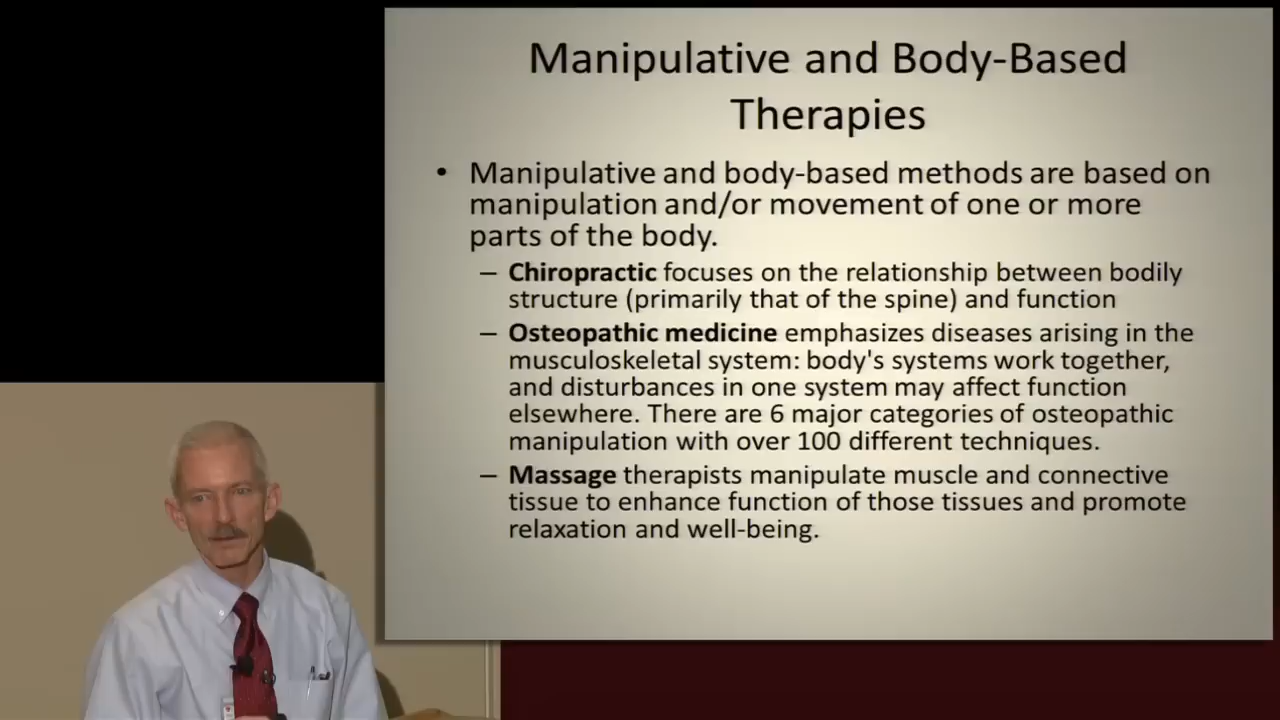 Manipulative and Body-Based
Therapies
• Manipulative and body-based methods are based on
manipulation and/or movement of one or more
parts of the body.
– Chiropractic focuses on the relationship between bodily
structure (primarily that of the spine) and function
– Osteopathic medicine emphasizes diseases arising in the
musculoskeletal system: body's systems work together,
and disturbances in one system may affect function
elsewhere. There are 6 major categories of osteopathic
manipulation with over 100 different techniques.
– Massage therapists manipulate muscle and connective
tissue to enhance function of those tissues and promote
relaxation and well-being.